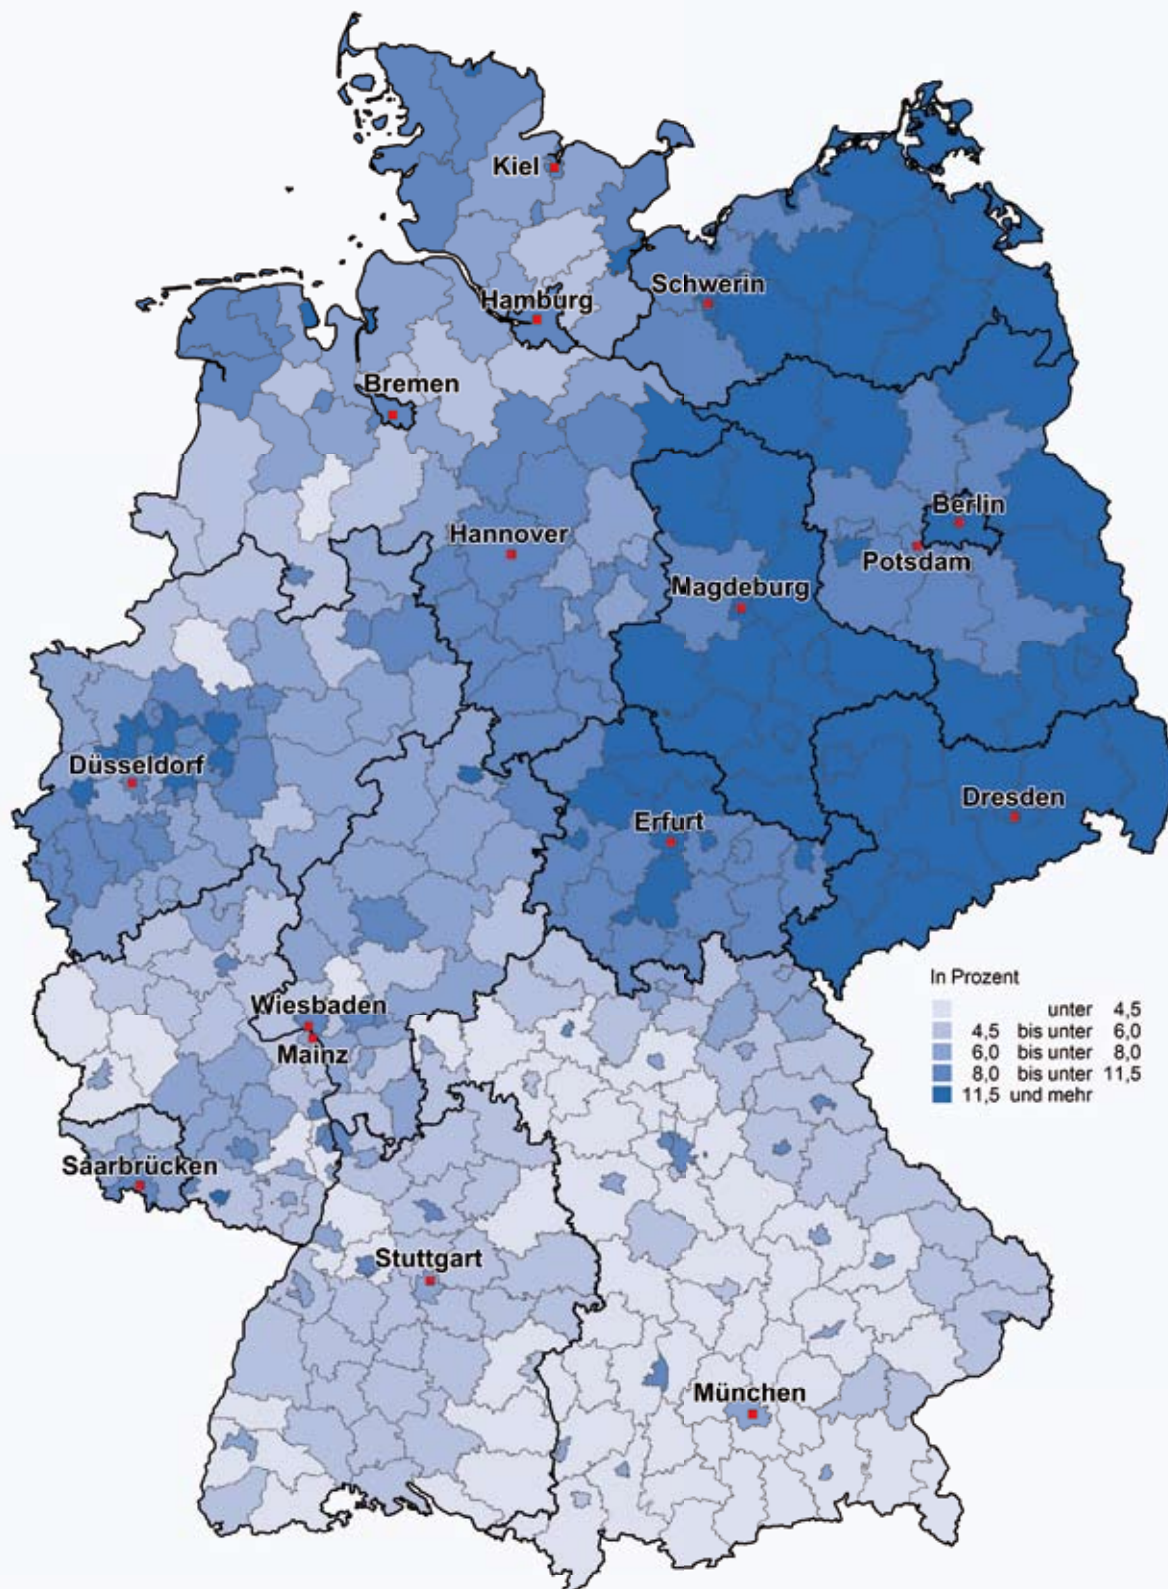 Kiel
Schwerin
Hamburg
Bremen
Berlin
Hannover
Potsdam
Magdeburg
Düsseldorf
Dresden
Erfurt
In Prozent
unter 4,5
4,5 bis unter 6,0
6,0 bis unter 8,0
8,0 bis unter 11,5
11,5 und mehr
Wiesbaden
Mainz
Saarbrücken
Stuttgart
München